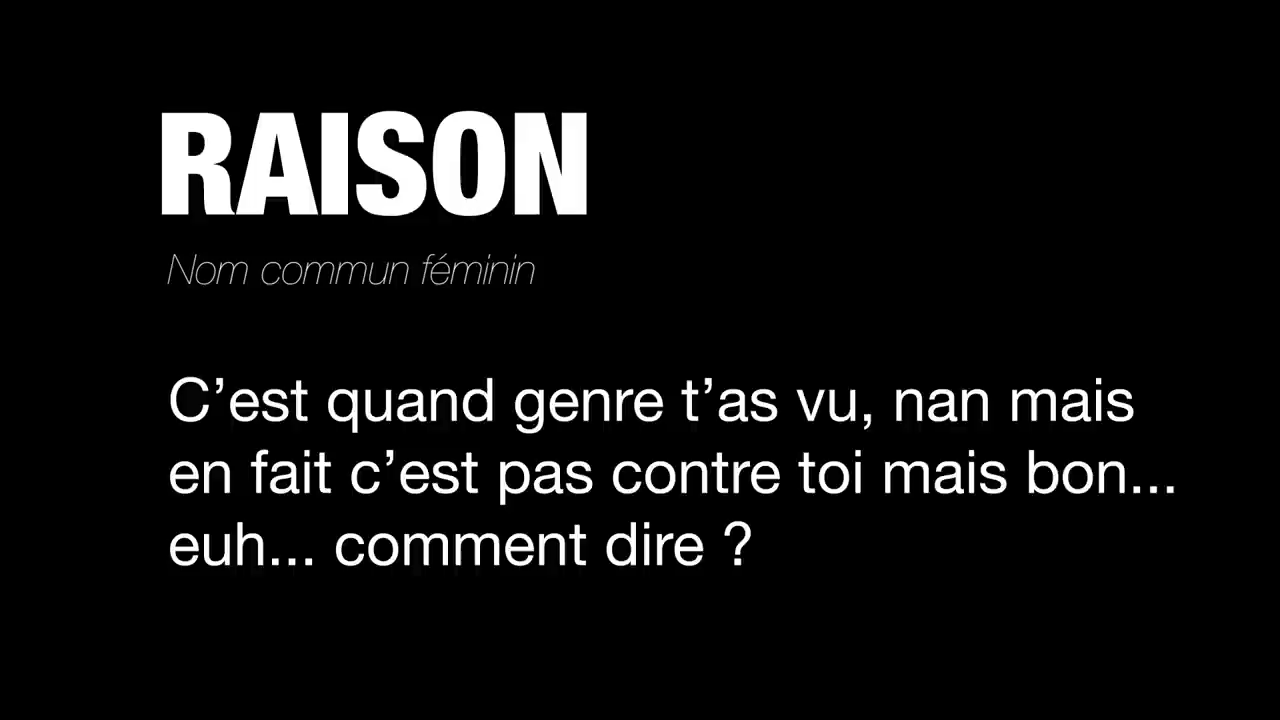 RAISON
Nom commun féminin
C’est quand genre t’as vu, nan mais
en fait c’est pas contre toi mais bon...
euh... comment dire ?